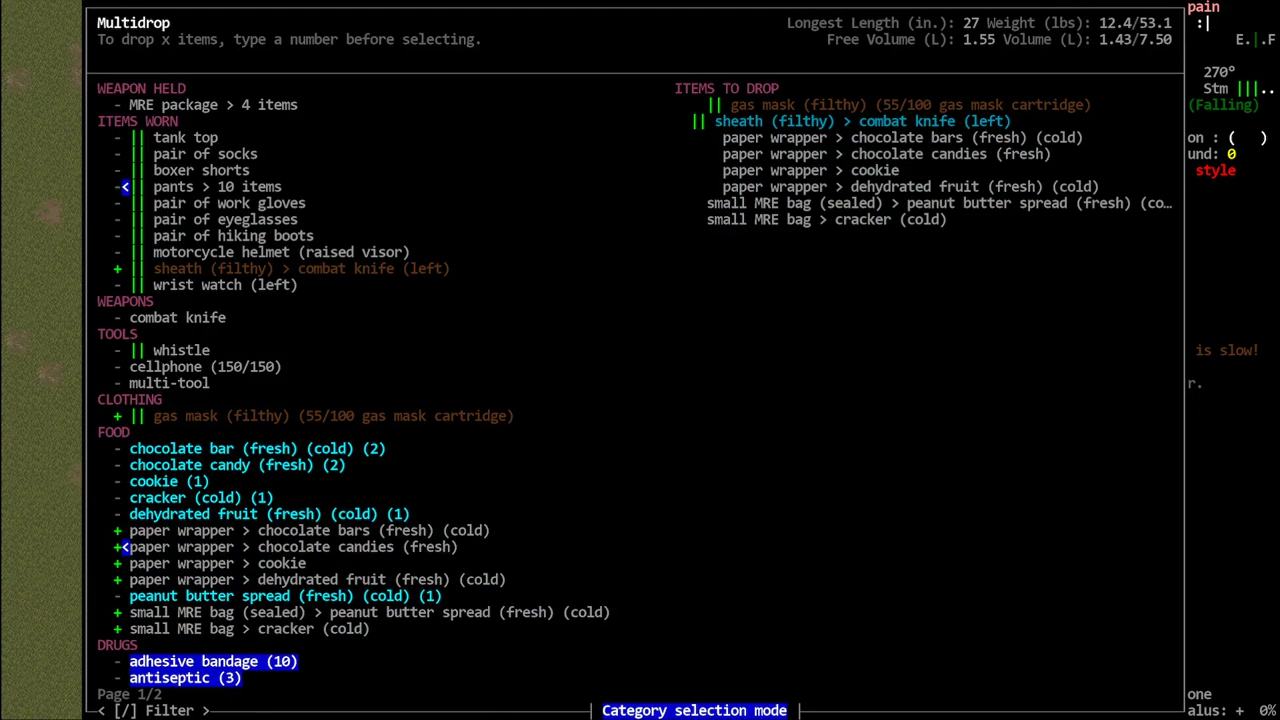 pain
Multidrop
Longest Length (in.): 27 Weight (lbs): 12.4/53.1
:
To drop x items, type a number before selecting.
Free Volume (L): 1.55 Volume (L): 1.43/7.50
E.|.F
270°
WEAPON HELD
ITEMS TO DROP
Stm |||..
- MRE package > 4 items
|| gas mask (filthy) (55/100 gas mask cartridge)
(Falling)
ITEMS WORN
|| sheath (filthy) > combat knife (left)
- || tank top
paper wrapper > chocolate bars (fresh) (cold)
on : ( )
- || pair of socks
paper wrapper > chocolate candies (fresh)
und: 0
- || boxer shorts
paper wrapper > cookie
style
-< || pants > 10 items
paper wrapper > dehydrated fruit (fresh) (cold)
- || pair of work gloves
small MRE bag (sealed) > peanut butter spread (fresh) (co…
- || pair of eyeglasses
small MRE bag > cracker (cold)
- || pair of hiking boots
- || motorcycle helmet (raised visor)
+ || sheath (filthy) > combat knife (left)
- || wrist watch (left)
WEAPONS
- combat knife
TOOLS
- || whistle
is slow!
- cellphone (150/150)
- multi-tool
r.
CLOTHING
+ || gas mask (filthy) (55/100 gas mask cartridge)
FOOD
- chocolate bar (fresh) (cold) (2)
- chocolate candy (fresh) (2)
- cookie (1)
- cracker (cold) (1)
- dehydrated fruit (fresh) (cold) (1)
+ paper wrapper > chocolate bars (fresh) (cold)
+<paper wrapper > chocolate candies (fresh)
+ paper wrapper > cookie
+ paper wrapper > dehydrated fruit (fresh) (cold)
- peanut butter spread (fresh) (cold) (1)
+ small MRE bag (sealed) > peanut butter spread (fresh) (cold)
+ small MRE bag > cracker (cold)
DRUGS
- adhesive bandage (10)
- antiseptic (3)
Page 1/2
one
< [/] Filter >
Category selection mode
alus: + 0%